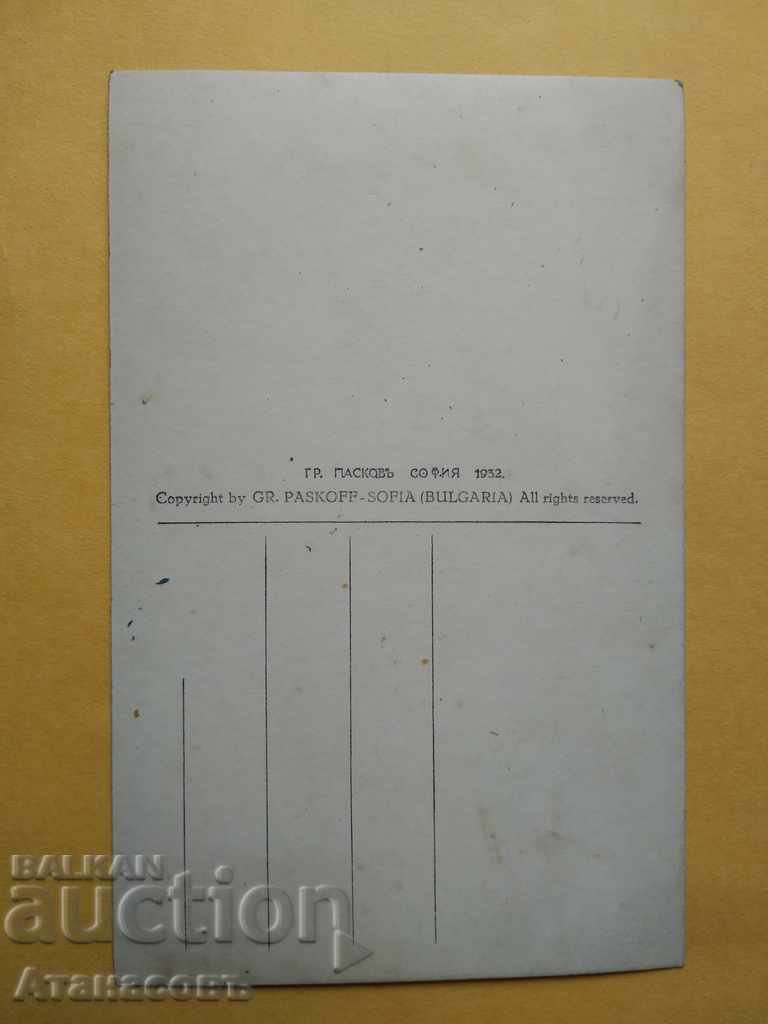 ГР. ПАСКОВЪ СОФИЯ 1932.
Copyright by GR. PASKOFF-SOFIA (BULGARIA) All rights reserved.
BALKAN
auction
Атанасовъ